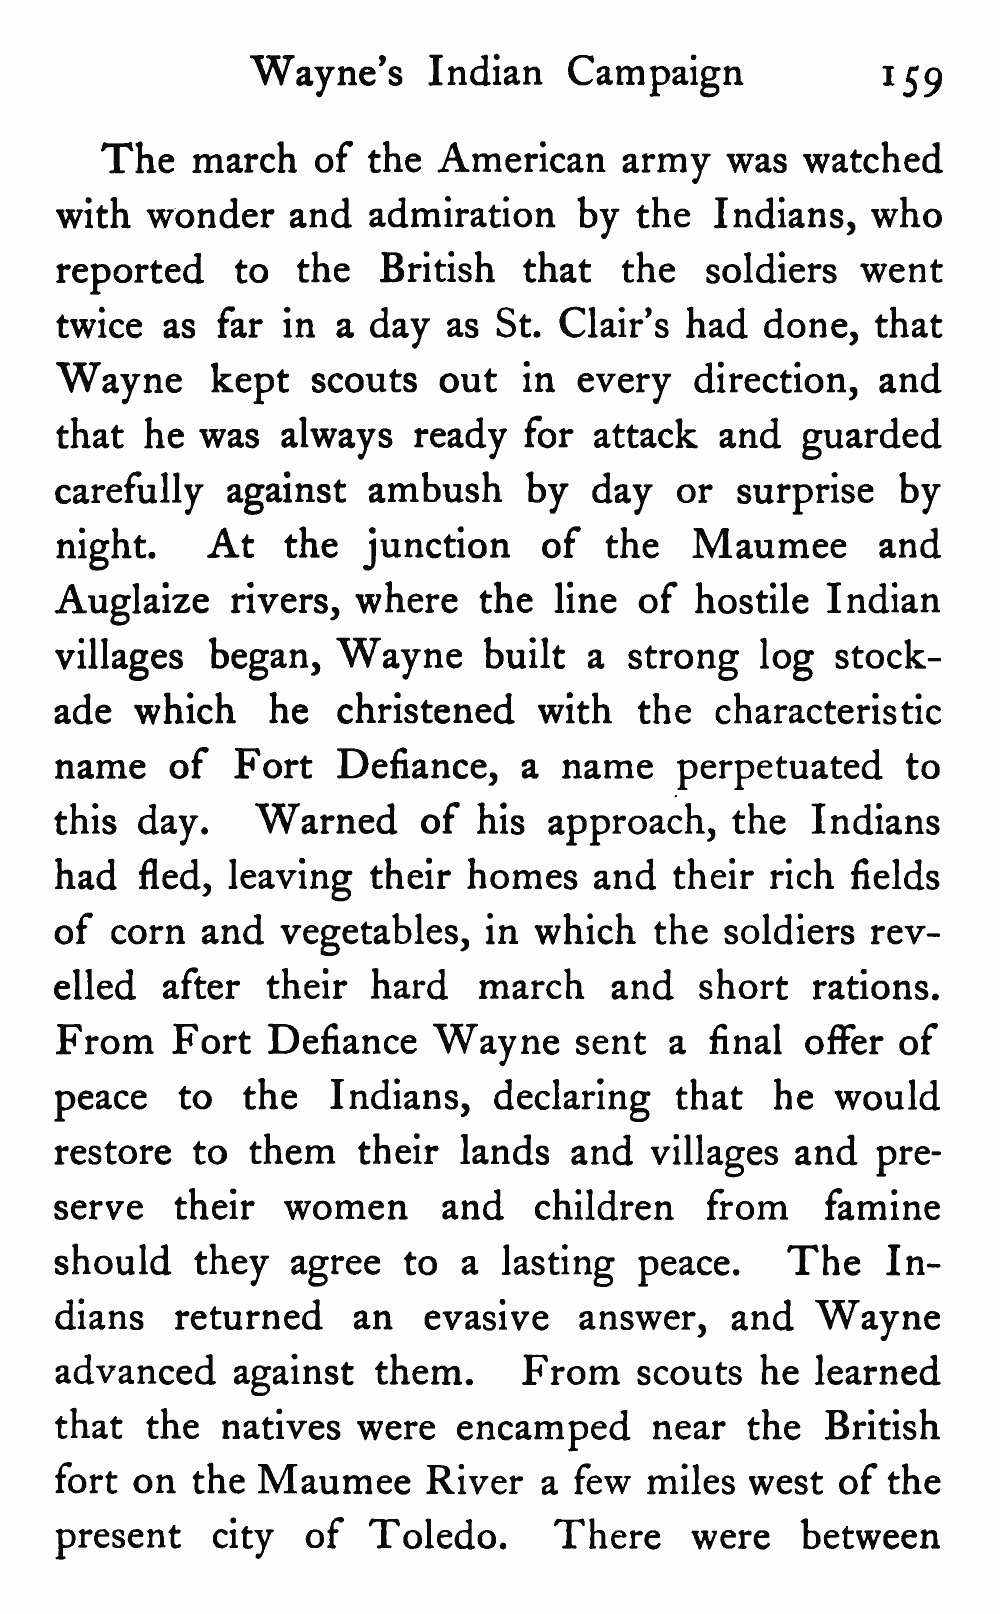 Wayne's Indian Campaign 159
The march of the American army was watched
with wonder and admiration by the Indians, who
reported to the British that the soldiers went
twice as far in a day as St. Clair's had done, that
Wayne kept scouts out in every direction, and
that he was always ready for attack and guarded
carefully against ambush by day or surprise by
night. At the junction of the Maumee and
Auglaize rivers, where the line of hostile Indian
villages began, Wayne built a strong log stock-
ade which he christened with the characteristic
name of Fort Defiance, a name perpetuated to
this day. Warned of his approach, the Indians
had fled, leaving their homes and their rich fields
of corn and vegetables, in which the soldiers rev-
elled after their hard march and short rations.
From Fort Defiance Wayne sent a final offer of
peace to the Indians, declaring that he would
restore to them their lands and villages and pre-
serve their women and children from famine
should they agree to a lasting peace. The In-
dians returned an evasive answer, and Wayne
advanced against them. From scouts he learned
that the natives were encamped near the British
fort on the Maumee River a few miles west of the
present city of Toledo. There were between